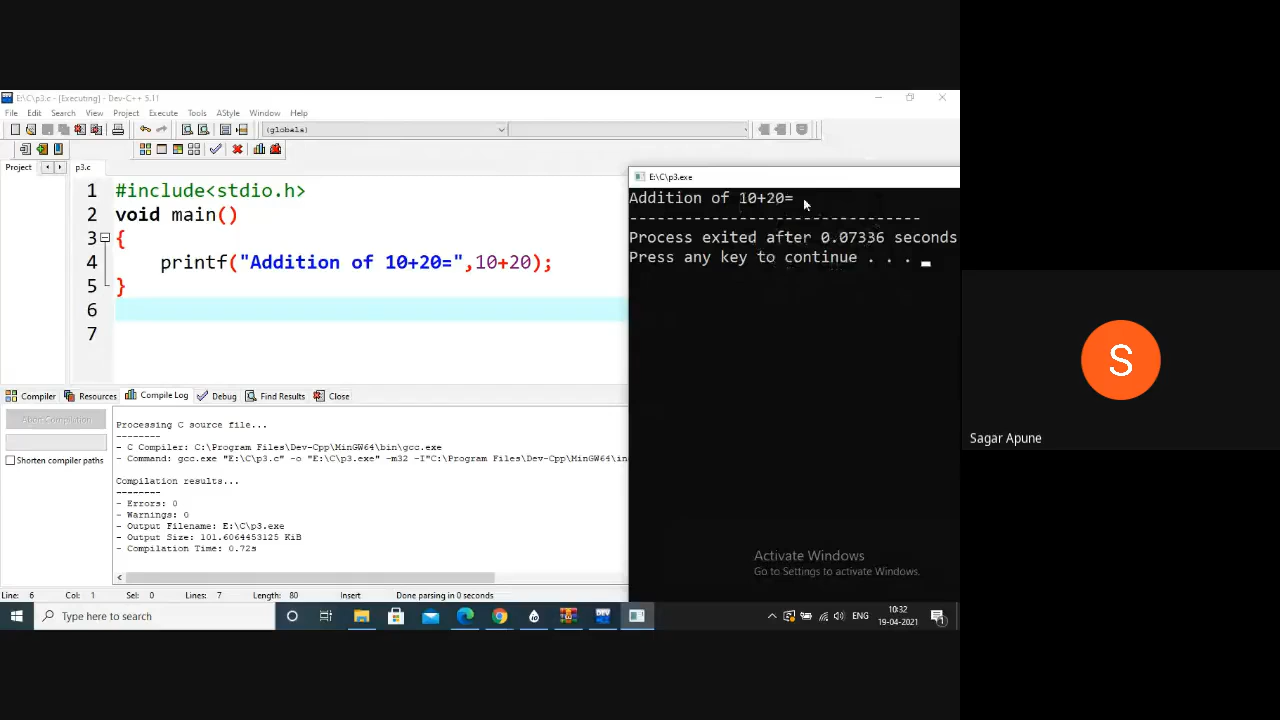 E:\C\p3.c - [Executing] - Dev-C++ 5.11
File Edit Search View Project Execute Tools AStyle Window Help
(globals)
Project p3.c
1 #include<stdio.h>
2 void main()
3 {
4 printf("Addition of 10+20=",10+20);
5 }
6
7
E:\C\p3.exe
Addition of 10+20=
--------------------------------
Process exited after 0.07336 seconds
Press any key to continue . . .
Compiler Resources Compile Log Debug Find Results Close
Abort Compilation
Shorten compiler paths
Processing C source file...
--------
- C Compiler: C:\Program Files\Dev-Cpp\MinGW64\bin\gcc.exe
- Command: gcc.exe "E:\C\p3.c" -o "E:\C\p3.exe" -m32 -I"C:\Program Files\Dev-Cpp\MinGW64\in
Compilation results...
--------
- Errors: 0
- Warnings: 0
- Output Filename: E:\C\p3.exe
- Output Size: 101.6064453125 KiB
- Compilation Time: 0.72s
Activate Windows
Go to Settings to activate Windows.
Line: 6 Col: 1 Sel: 0 Lines: 7 Length: 80 Insert Done parsing in 0 seconds
Type here to search
DEV
ENG
10:32
19-04-2021
1
S
Sagar Apune